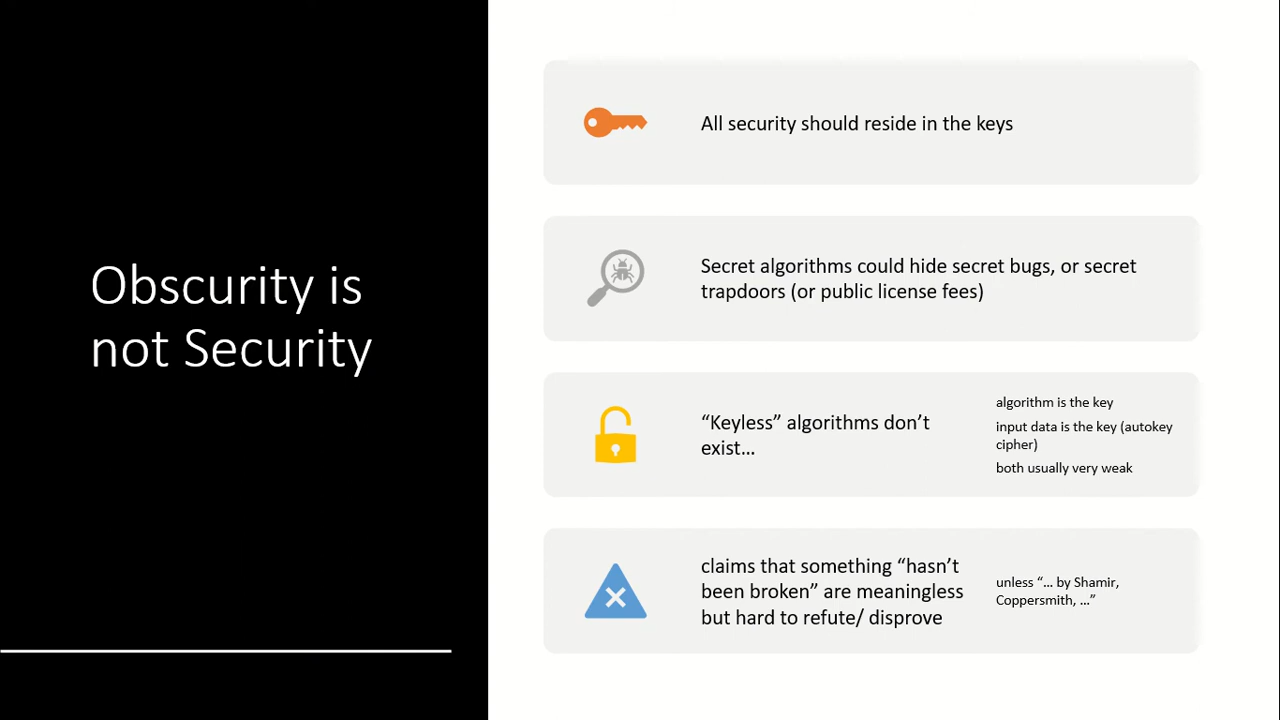 Obscurity is
not Security
All security should reside in the keys
Secret algorithms could hide secret bugs, or secret
trapdoors (or public license fees)
“Keyless” algorithms don’t
exist…
algorithm is the key
input data is the key (autokey
cipher)
both usually very weak
claims that something “hasn’t
been broken” are meaningless
but hard to refute/ disprove
unless “… by Shamir,
Coppersmith, …”